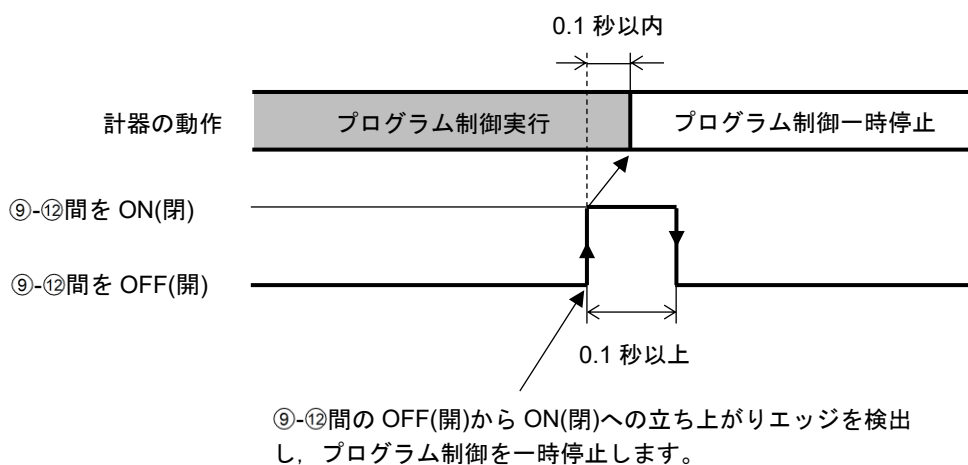 0.1 秒以内
計器の動作
プログラム制御実行
プログラム制御一時停止
⑨-⑫間を ON(閉)
⑨-⑫間を OFF(開)
0.1 秒以上
⑨-⑫間の OFF(開)から ON(閉)への立ち上がりエッジを検出
し，プログラム制御を一時停止します。